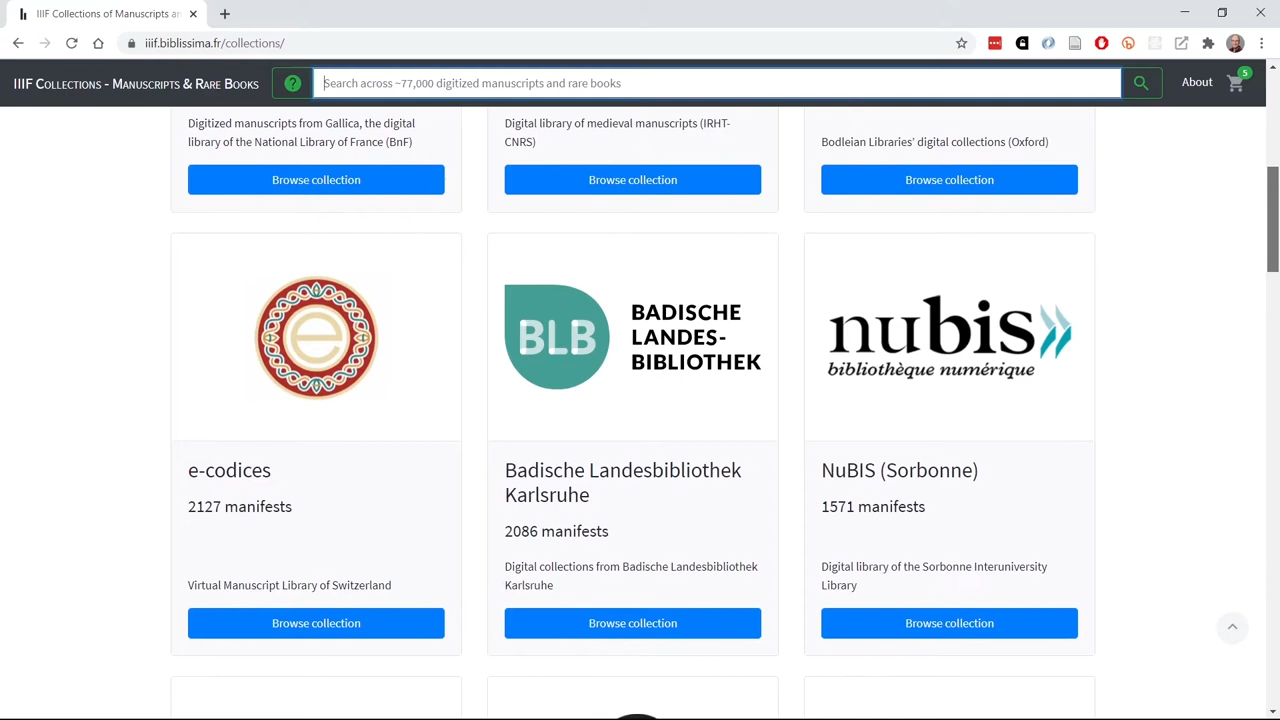 IIIF Collections of Manuscripts an
iiif.biblissima.fr/collections/
IIIF COLLECTIONS - MANUSCRIPTS & RARE BOOKS
?
Search across ~77,000 digitized manuscripts and rare books
About
5
Digitized manuscripts from Gallica, the digital
library of the National Library of France (BnF)
Browse collection
Digital library of medieval manuscripts (IRHT-
CNRS)
Browse collection
Bodleian Libraries’ digital collections (Oxford)
Browse collection
e
e-codices
2127 manifests
Virtual Manuscript Library of Switzerland
Browse collection
BLB
BADISCHE
LANDES-
BIBLIOTHEK
Badische Landesbibliothek
Karlsruhe
2086 manifests
Digital collections from Badische Landesbibliothek
Karlsruhe
Browse collection
nubis
bibliothèque numérique
NuBIS (Sorbonne)
1571 manifests
Digital library of the Sorbonne Interuniversity
Library
Browse collection